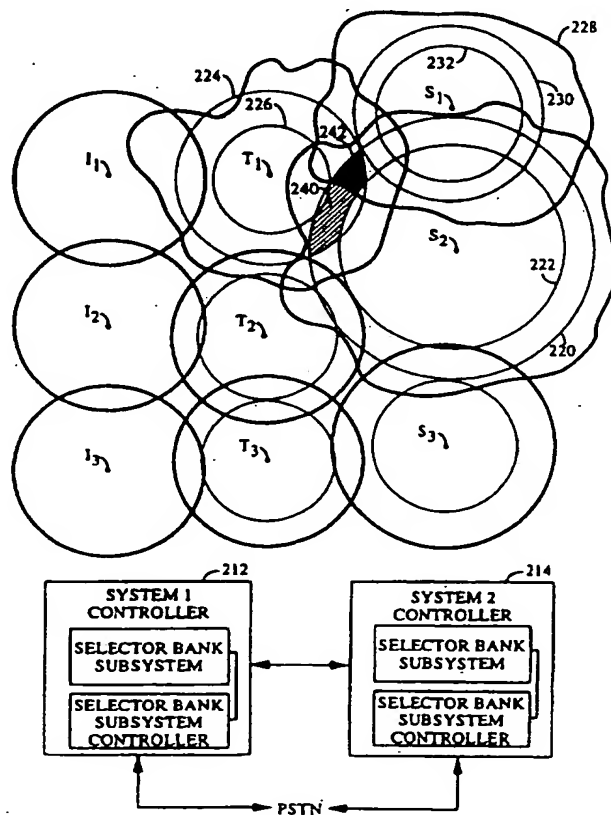 228
224
232
226
S1
230
242
I1
T1
240
S2
I2
T2
222
220
I3
T3
S3
212
214
SYSTEM 1
CONTROLLER
SELECTOR BANK
SUBSYSTEM
SELECTOR BANK
SUBSYSTEM
CONTROLLER
SYSTEM 2
CONTROLLER
SELECTOR BANK
SUBSYSTEM
SELECTOR BANK
SUBSYSTEM
CONTROLLER
PSTN